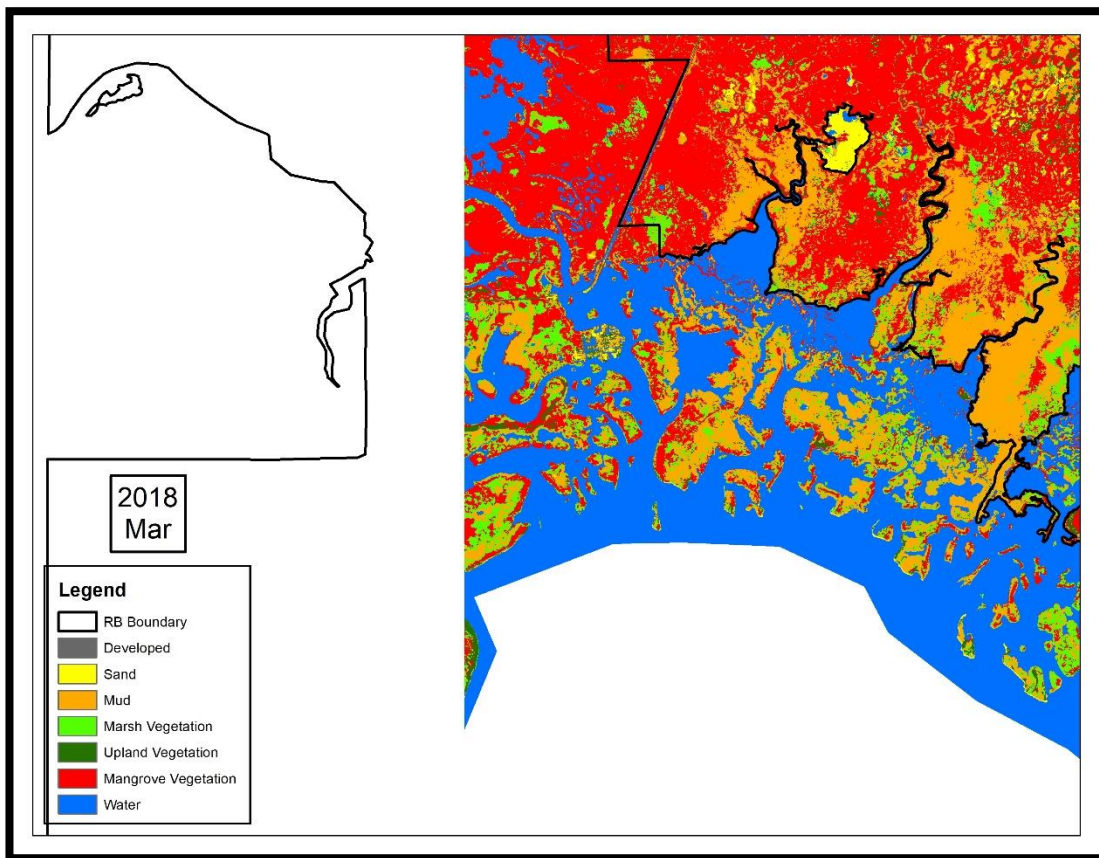 2018
Mar
Legend
RB Boundary
Developed
Sand
Mud
Marsh Vegetation
Upland Vegetation
Mangrove Vegetation
Water